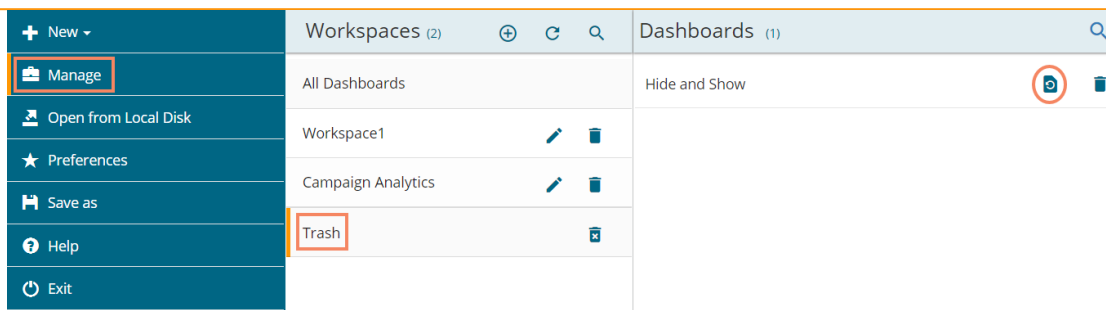 New
Manage
Open from Local Disk
Preferences
Save as
Help
Exit
Workspaces (2)
All Dashboards
Workspace1
Campaign Analytics
Trash
Dashboards (1)
Hide and Show